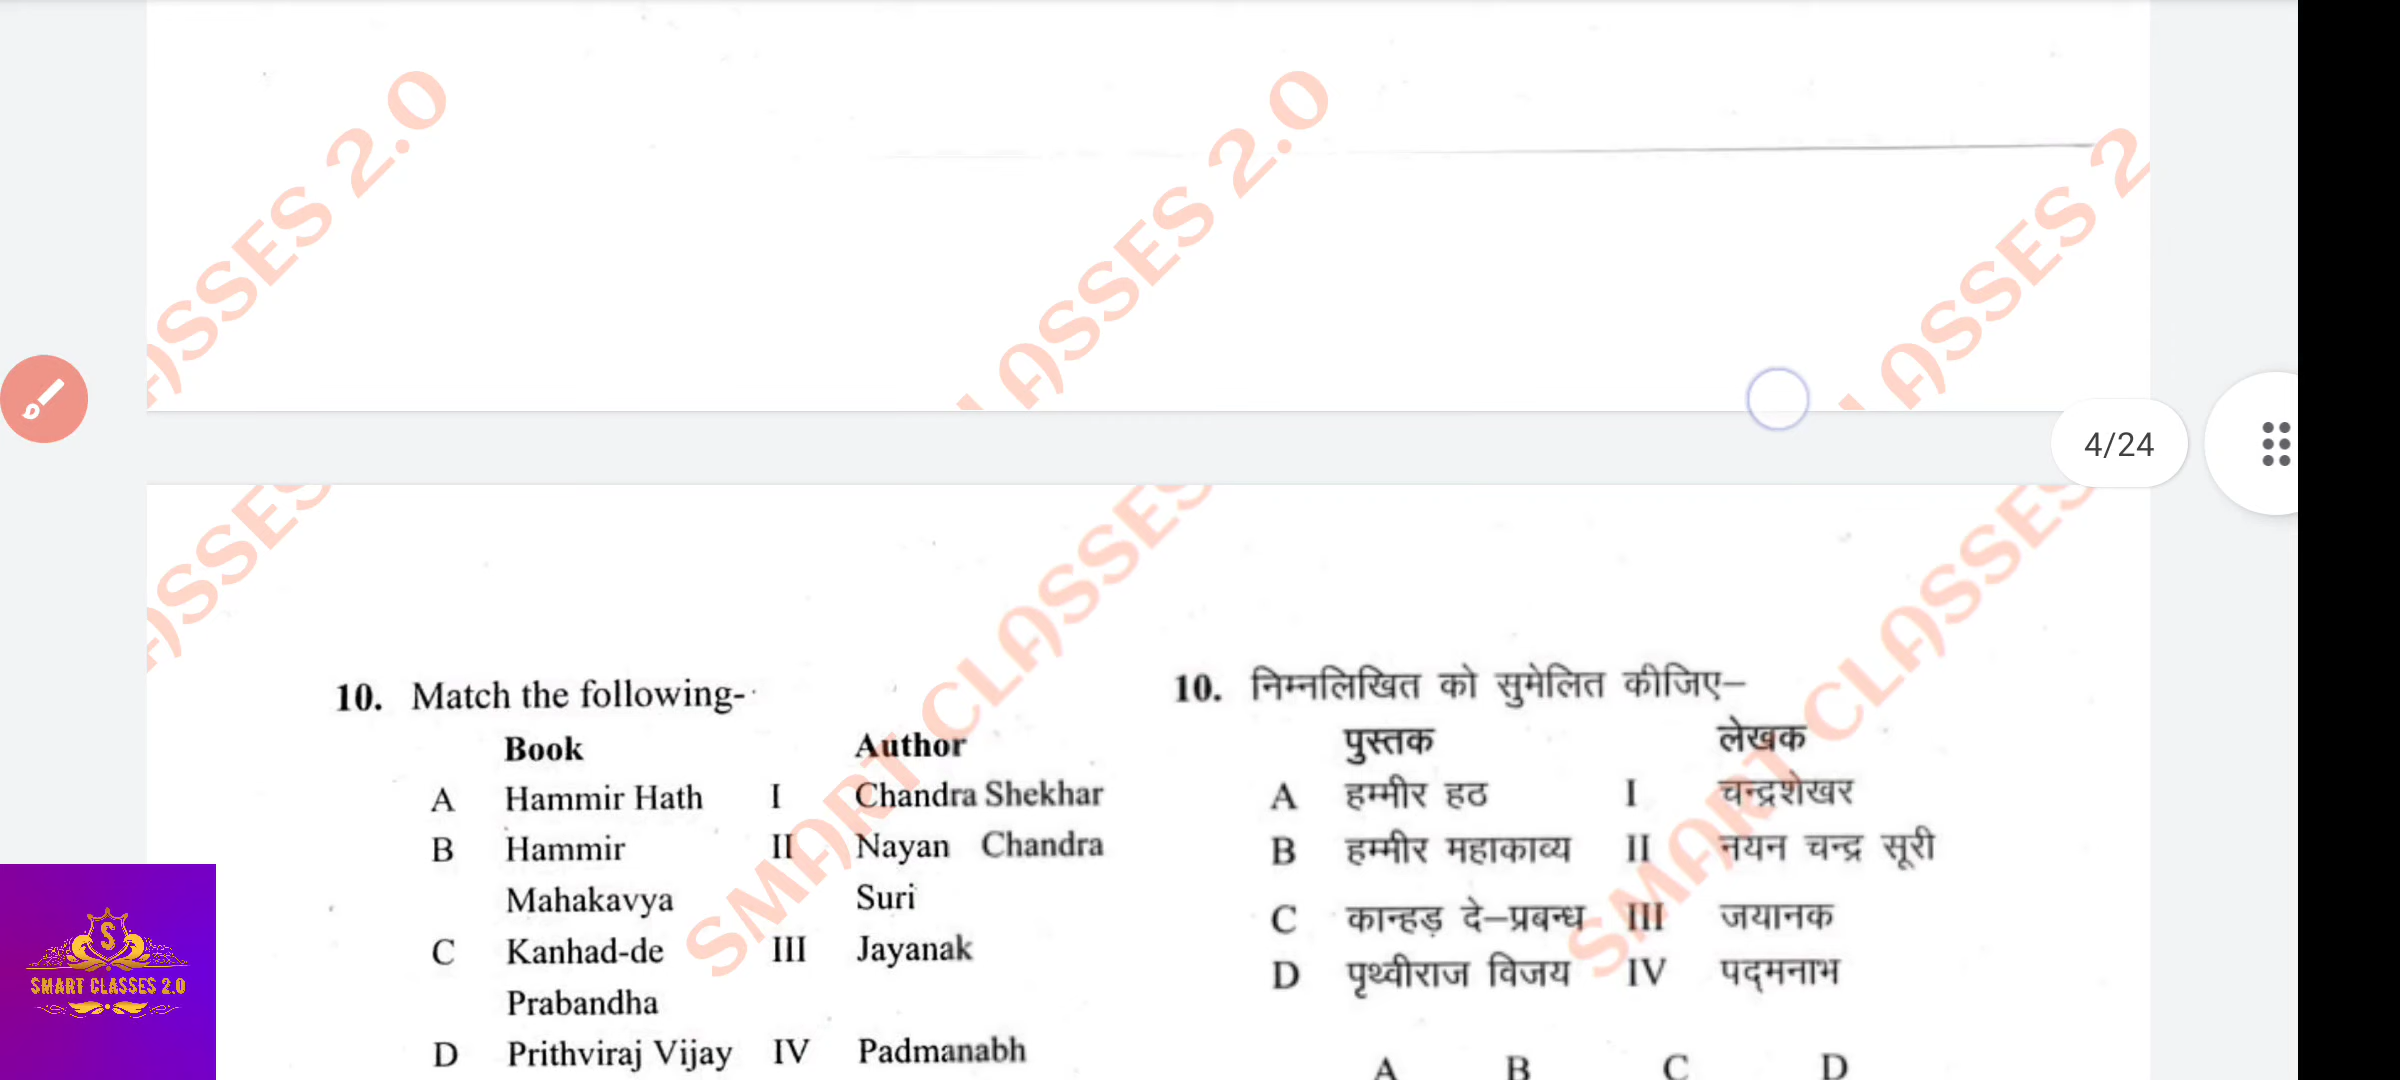 ASSES 2.0
LASSES 2.0
LASSES 2
4/24
ASSES
SMART CLASSES
SMART CLASSES
10. Match the following-
Book Author
A Hammir Hath I Chandra Shekhar
B Hammir II Nayan Chandra
Mahakavya Suri
C Kanhad-de III Jayanak
Prabandha
D Prithviraj Vijay IV Padmanabh
10. निम्नलिखित को सुमेलित कीजिए–
पुस्तक लेखक
A हम्मीर हठ I चन्द्रशेखर
B हम्मीर महाकाव्य II नयन चन्द्र सूरी
C कान्हड़ दे–प्रबन्ध III जयानक
D पृथ्वीराज विजय IV पद्मनाभ
A B C D
S
SMART CLASSES 2.0